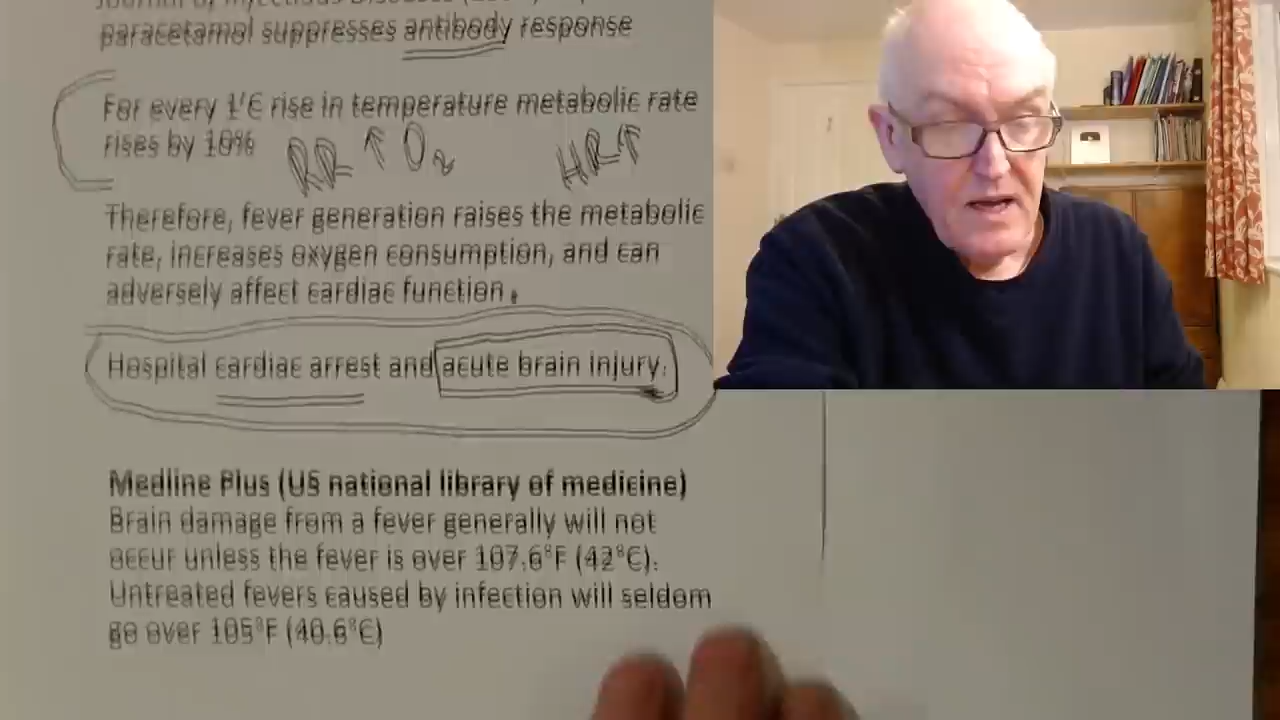 Journal of Infectious Diseases
paracetamol suppresses antibody response
For every 1'C rise in temperature metabolic rate
rises by 10%
RR ↑ O₂ HR↑
Therefore, fever generation raises the metabolic
rate, increases oxygen consumption, and can
adversely affect cardiac function.
Hospital cardiac arrest and acute brain injury.
Medline Plus (US national library of medicine)
Brain damage from a fever generally will not
occur unless the fever is over 107.6°F (42°C).
Untreated fevers caused by infection will seldom
go over 105°F (40.6°C)